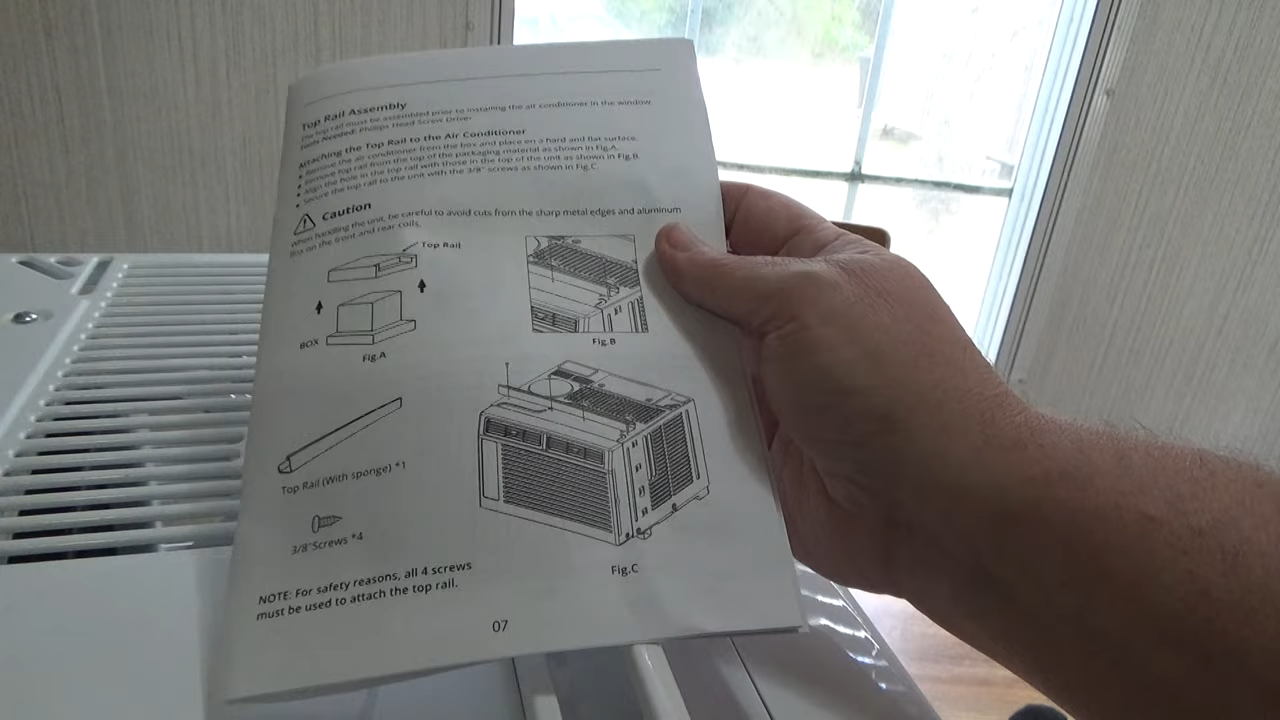 Top Rail Assembly
The top rail must be assembled prior to installing the air conditioner in the window.
Tools Needed: Phillips Head Screw Driver
Attaching the Top Rail to the Air Conditioner
• Remove the air conditioner from the box and place on a hard and flat surface.
• Remove top rail from the top of the packaging material as shown in Fig.A.
• Align the hole in the top rail with those in the top of the unit as shown in Fig.B.
• Secure the top rail to the unit with the 3/8" screws as shown in Fig.C.
Caution
When handling the unit, be careful to avoid cuts from the sharp metal edges and aluminum
fins on the front and rear coils.
Top Rail
BOX
Fig.A
Fig.B
Top Rail (With sponge) *1
3/8"Screws *4
Fig.C
NOTE: For safety reasons, all 4 screws
must be used to attach the top rail.
07